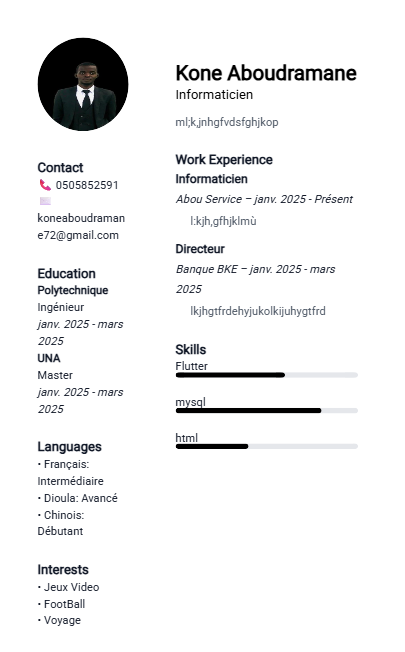 Kone Aboudramane
Informaticien
ml;k,jnhgfvdsfghjkop
Contact
0505852591
koneaboudraman
e72@gmail.com
Education
Polytechnique
Ingénieur
janv. 2025 - mars
2025
UNA
Master
janv. 2025 - mars
2025
Languages
• Français:
Intermédiaire
• Dioula: Avancé
• Chinois:
Débutant
Interests
• Jeux Video
• FootBall
• Voyage
Work Experience
Informaticien
Abou Service – janv. 2025 - Présent
l:kjh,gfhjklmù
Directeur
Banque BKE – janv. 2025 - mars
2025
lkjhgtfrdehyjukolkijuhygtfrd
Skills
Flutter
mysql
html